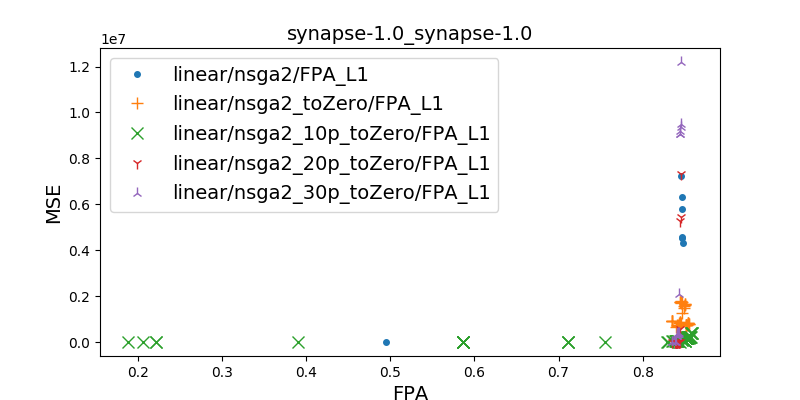 synapse-1.0_synapse-1.0
1e7
linear/nsga2/FPA_L1
linear/nsga2_toZero/FPA_L1
linear/nsga2_10p_toZero/FPA_L1
linear/nsga2_20p_toZero/FPA_L1
linear/nsga2_30p_toZero/FPA_L1
MSE
1.2
1.0
0.8
0.6
0.4
0.2
0.0
0.2 0.3 0.4 0.5 0.6 0.7 0.8
FPA